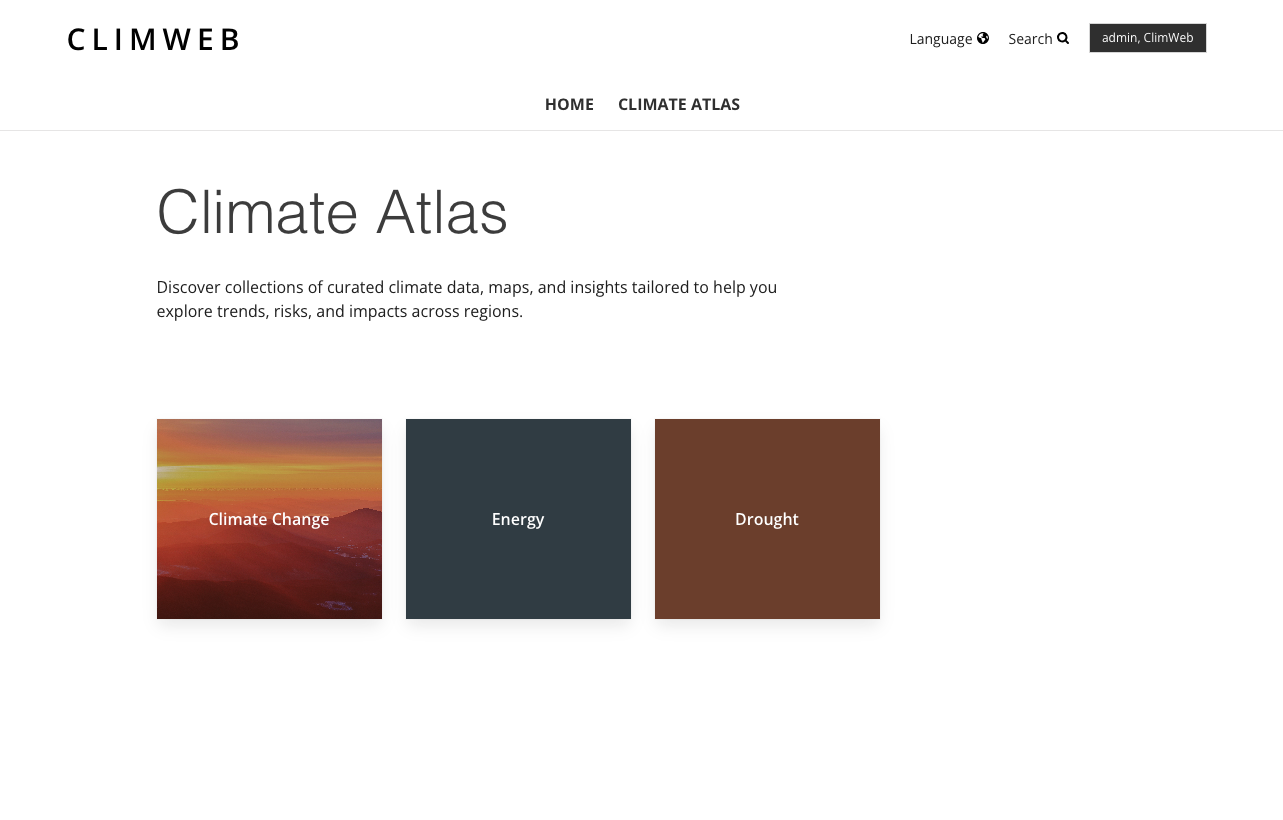 CLIMWEB
Language
Search
admin, ClimWeb
HOME
CLIMATE ATLAS
Climate Atlas
Discover collections of curated climate data, maps, and insights tailored to help you
explore trends, risks, and impacts across regions.
Climate Change
Energy
Drought